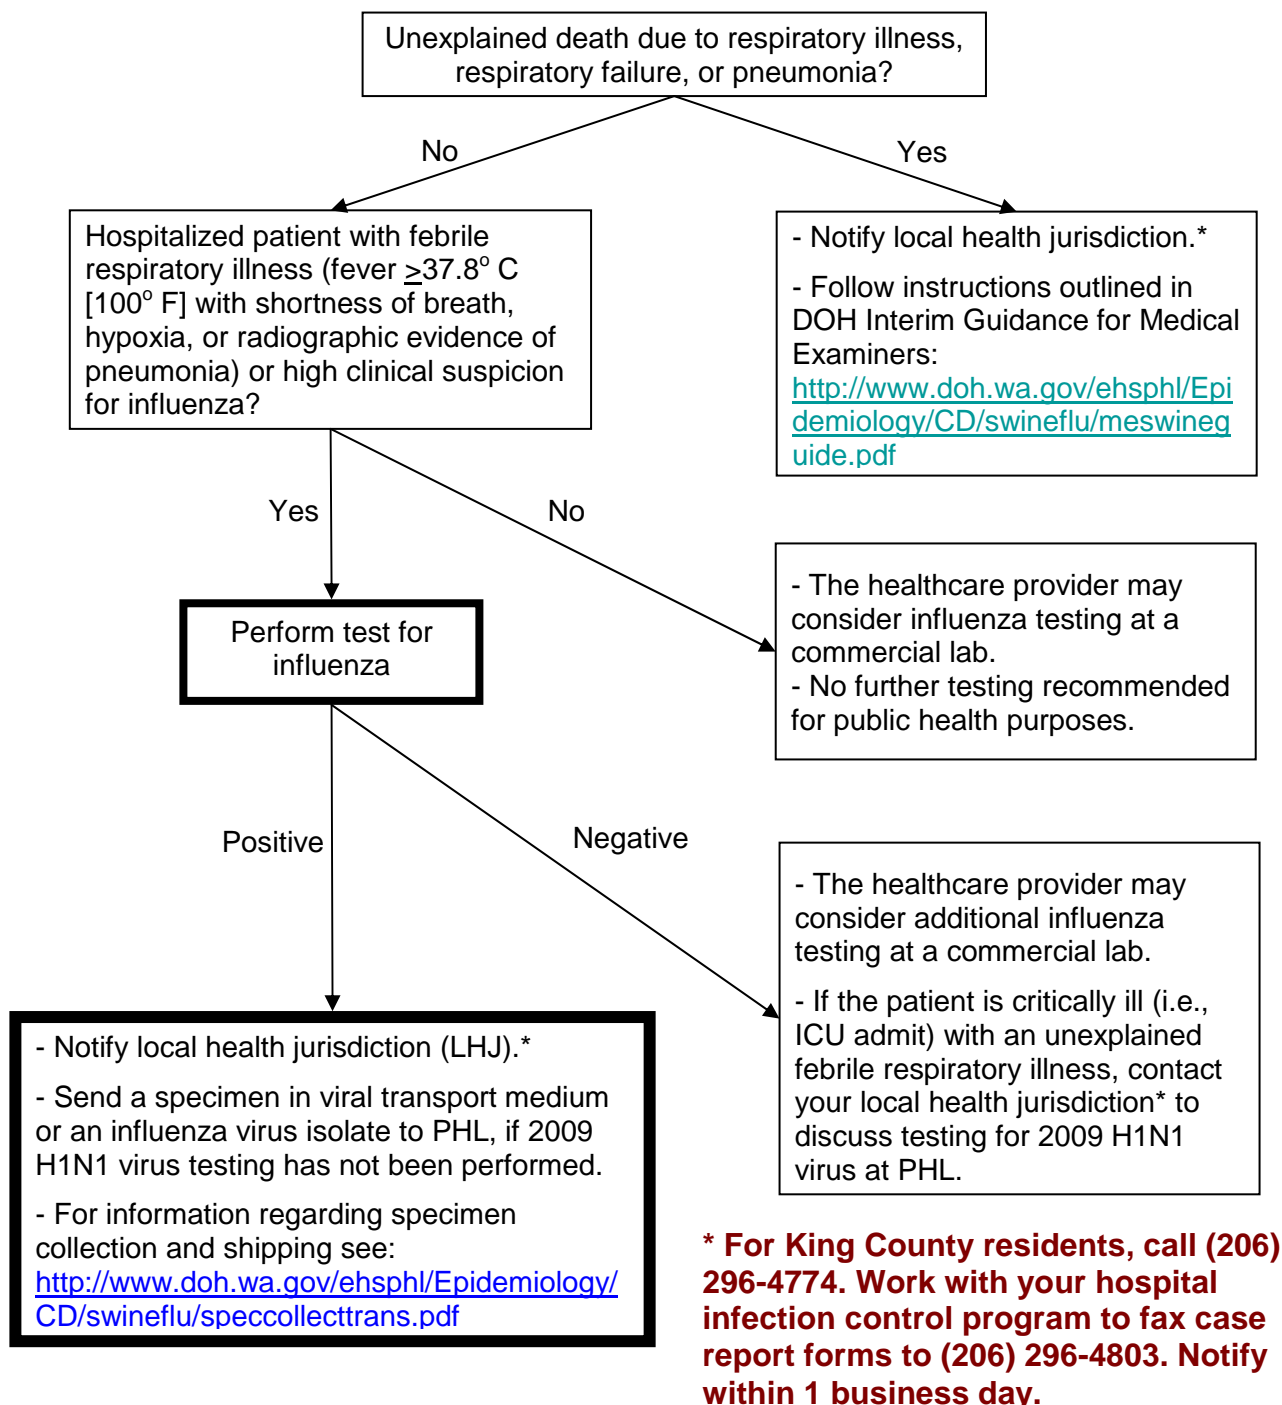 Unexplained death due to respiratory illness,
respiratory failure, or pneumonia?
No
Yes
Hospitalized patient with febrile
respiratory illness (fever ≥37.8° C
[100° F] with shortness of breath,
hypoxia, or radiographic evidence of
pneumonia) or high clinical suspicion
for influenza?
- Notify local health jurisdiction.*
- Follow instructions outlined in
DOH Interim Guidance for Medical
Examiners:
http://www.doh.wa.gov/ehsphl/Epi
demiology/CD/swineflu/meswineg
uide.pdf
Yes
No
Perform test for
influenza
- The healthcare provider may
consider influenza testing at a
commercial lab.
- No further testing recommended
for public health purposes.
Positive
Negative
- The healthcare provider may
consider additional influenza
testing at a commercial lab.
- If the patient is critically ill (i.e.,
ICU admit) with an unexplained
febrile respiratory illness, contact
your local health jurisdiction* to
discuss testing for 2009 H1N1
virus at PHL.
- Notify local health jurisdiction (LHJ).*
- Send a specimen in viral transport medium
or an influenza virus isolate to PHL, if 2009
H1N1 virus testing has not been performed.
- For information regarding specimen
collection and shipping see:
http://www.doh.wa.gov/ehsphl/Epidemiology/
CD/swineflu/speccollecttrans.pdf
* For King County residents, call (206)
296-4774. Work with your hospital
infection control program to fax case
report forms to (206) 296-4803. Notify
within 1 business day.